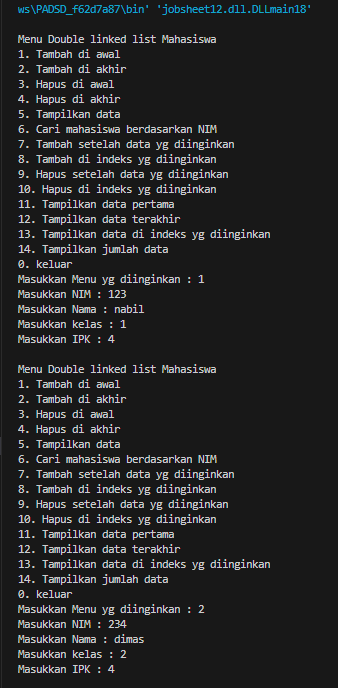 ws\PADSD_f62d7a87\bin' 'jobsheet12.dll.DLLmain18'
Menu Double linked list Mahasiswa
1. Tambah di awal
2. Tambah di akhir
3. Hapus di awal
4. Hapus di akhir
5. Tampilkan data
6. Cari mahasiswa berdasarkan NIM
7. Tambah setelah data yg diinginkan
8. Tambah di indeks yg diinginkan
9. Hapus setelah data yg diinginkan
10. Hapus di indeks yg diinginkan
11. Tampilkan data pertama
12. Tampilkan data terakhir
13. Tampilkan data di indeks yg diinginkan
14. Tampilkan jumlah data
0. keluar
Masukkan Menu yg diinginkan : 1
Masukkan NIM : 123
Masukkan Nama : nabil
Masukkan kelas : 1
Masukkan IPK : 4
Menu Double linked list Mahasiswa
1. Tambah di awal
2. Tambah di akhir
3. Hapus di awal
4. Hapus di akhir
5. Tampilkan data
6. Cari mahasiswa berdasarkan NIM
7. Tambah setelah data yg diinginkan
8. Tambah di indeks yg diinginkan
9. Hapus setelah data yg diinginkan
10. Hapus di indeks yg diinginkan
11. Tampilkan data pertama
12. Tampilkan data terakhir
13. Tampilkan data di indeks yg diinginkan
14. Tampilkan jumlah data
0. keluar
Masukkan Menu yg diinginkan : 2
Masukkan NIM : 234
Masukkan Nama : dimas
Masukkan kelas : 2
Masukkan IPK : 4